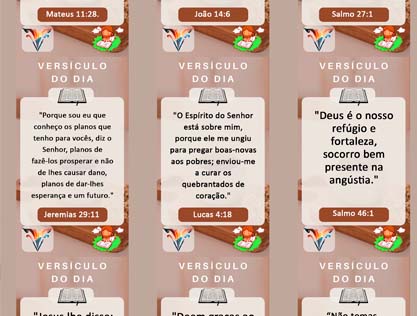 Mateus 11:28.
João 14:6
Salmo 27:1
VERSÍCULO
DO DIA
"Porque sou eu que
conheço os planos que
tenho para vocês, diz o
Senhor, planos de
fazê-los prosperar e não
de lhes causar dano,
planos de dar-lhes
esperança e um futuro."
Jeremias 29:11
VERSÍCULO
DO DIA
"O Espírito do Senhor
está sobre mim,
porque ele me ungiu
para pregar boas-novas
aos pobres; enviou-me
a curar os
quebrantados de
coração."
Lucas 4:18
VERSÍCULO
DO DIA
"Deus é o nosso
refúgio e
fortaleza,
socorro bem
presente na
angústia."
Salmo 46:1
VERSÍCULO
DO DIA
"Jesus lhe disse:
VERSÍCULO
DO DIA
"Deem graças ao
VERSÍCULO
DO DIA
"Não temas